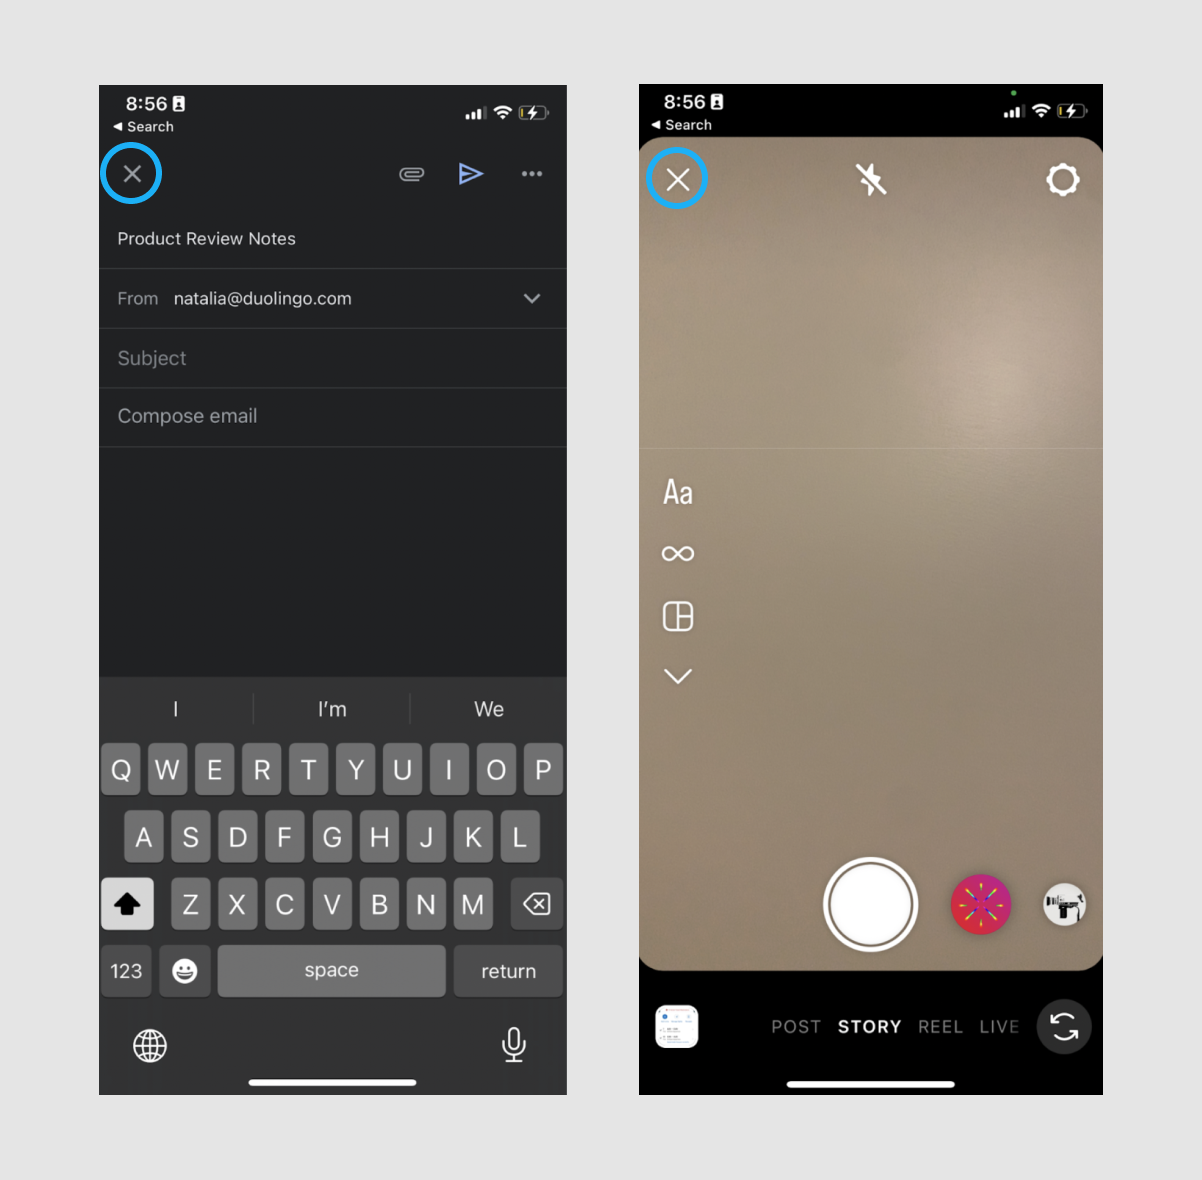 8:56
◀ Search
Product Review Notes
From natalia@duolingo.com
Subject
Compose email
I I'm We
Q W E R T Y U I O P
A S D F G H J K L
Z X C V B N M
123 space return
8:56
◀ Search
Aa
POST STORY REEL LIVE